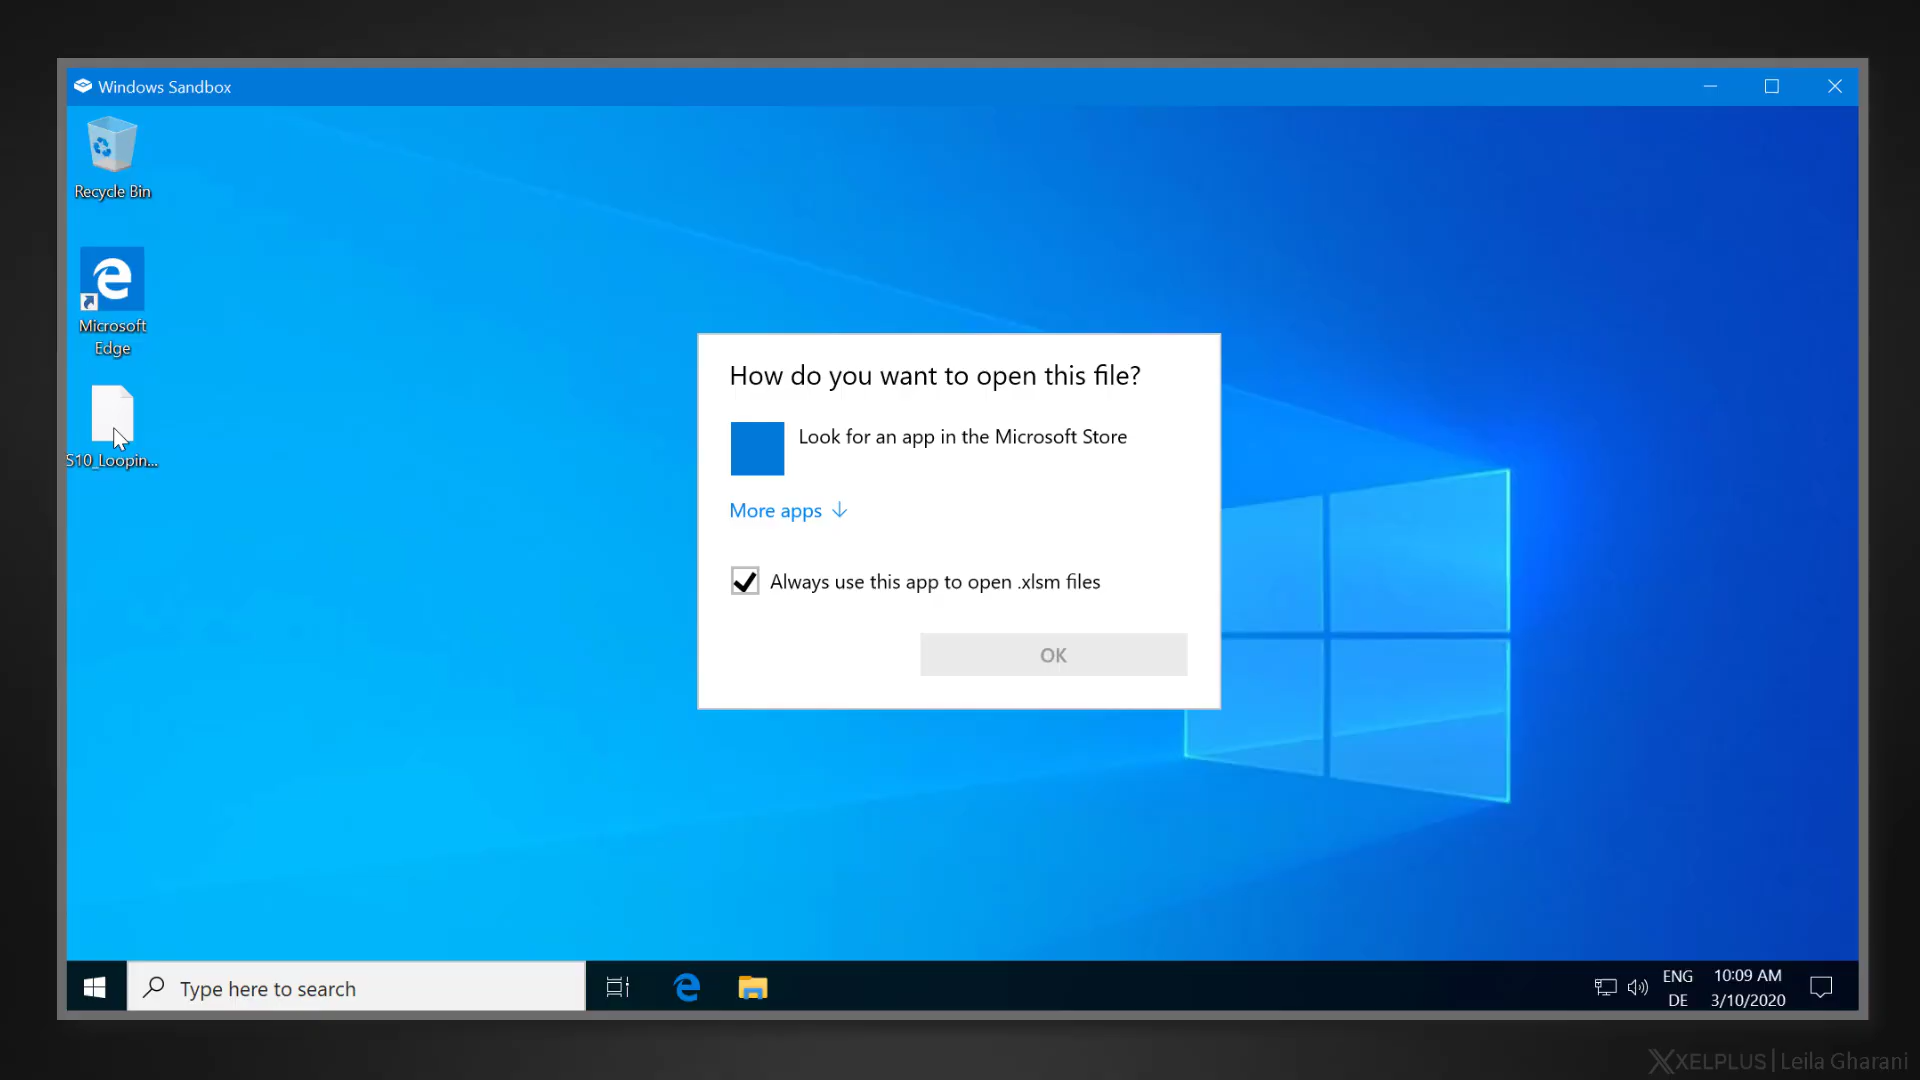 Windows Sandbox
Recycle Bin
Microsoft
Edge
S10_Loopin...
How do you want to open this file?
Look for an app in the Microsoft Store
More apps
Always use this app to open .xlsm files
OK
Type here to search
ENG
DE
10:09 AM
3/10/2020
XELPLUS | Leila Gharani